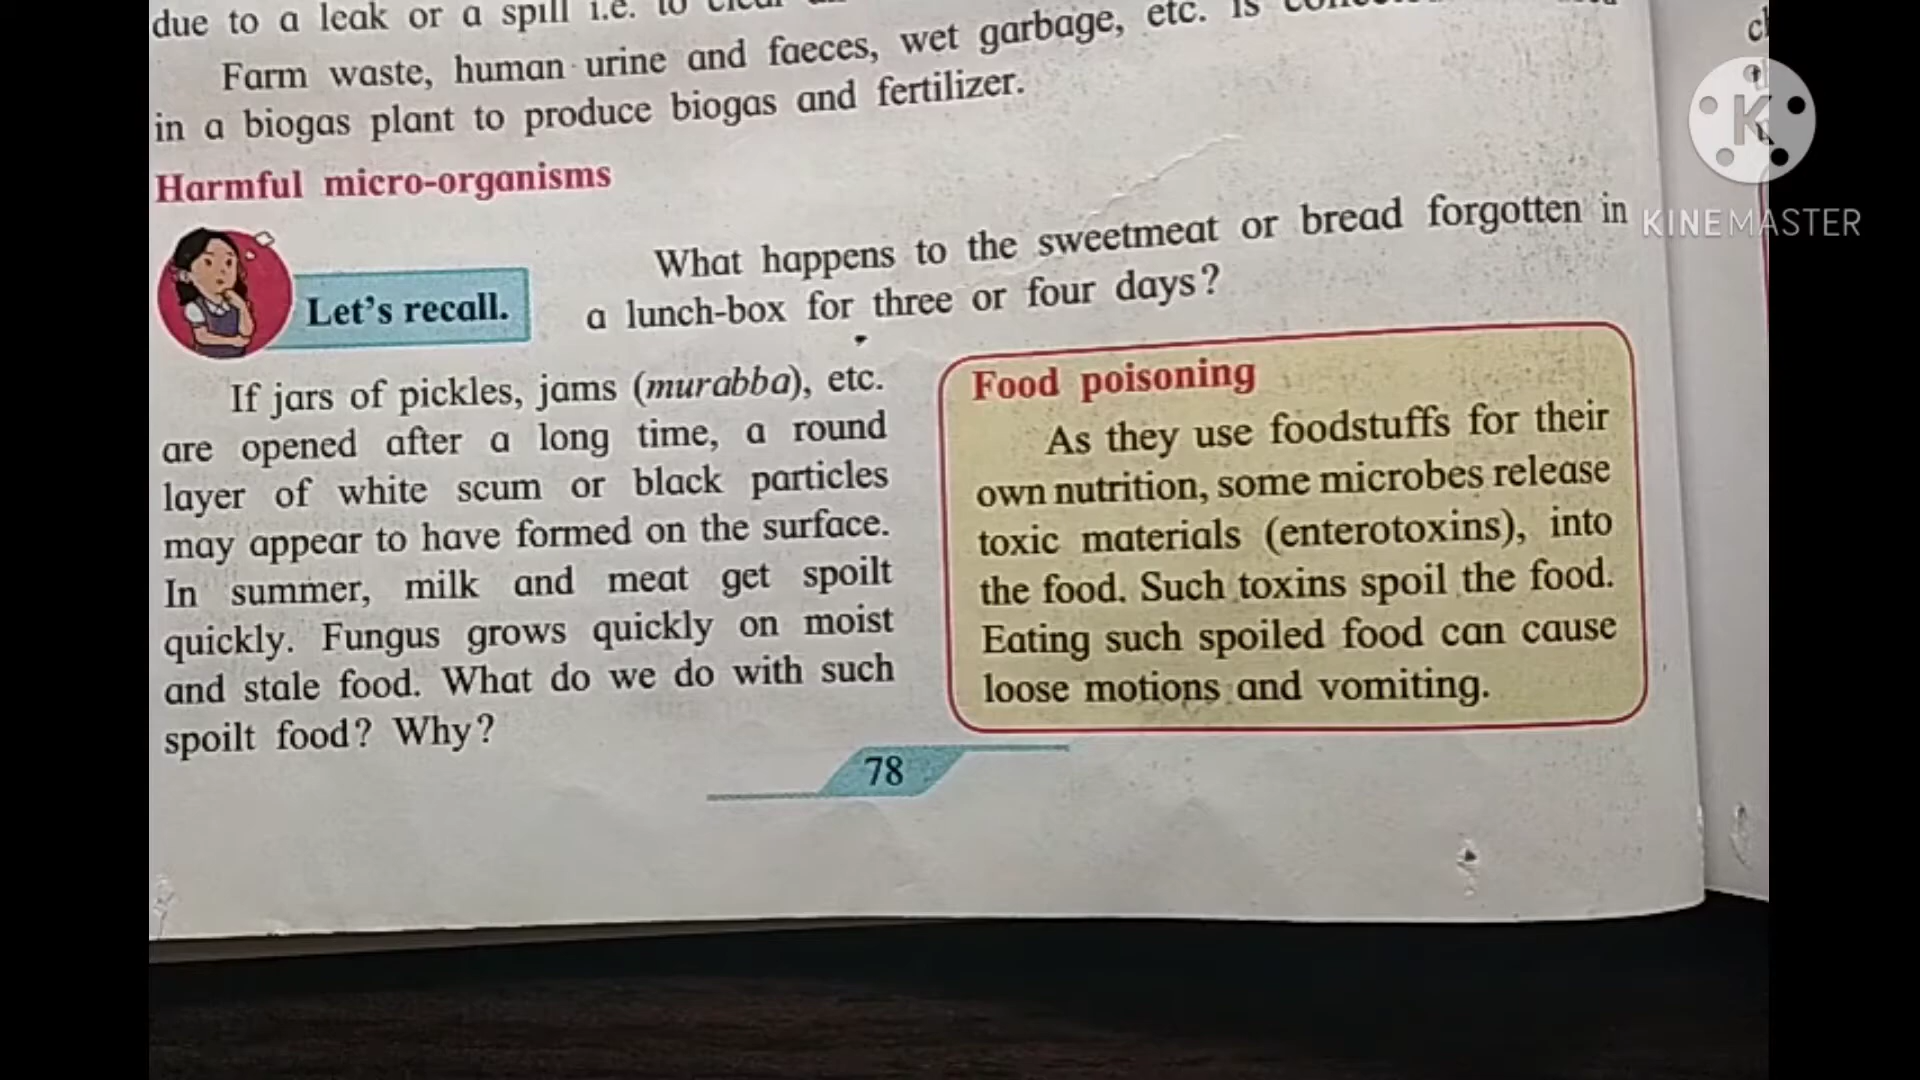 due to a leak or a spill i.e. to
Farm waste, human urine and faeces, wet garbage, etc. is
in a biogas plant to produce biogas and fertilizer.
Harmful micro-organisms
Let's recall.
What happens to the sweetmeat or bread forgotten in
a lunch-box for three or four days?
If jars of pickles, jams (murabba), etc.
are opened after a long time, a round
layer of white scum or black particles
may appear to have formed on the surface.
In summer, milk and meat get spoilt
quickly. Fungus grows quickly on moist
and stale food. What do we do with such
spoilt food? Why?
Food poisoning
As they use foodstuffs for their
own nutrition, some microbes release
toxic materials (enterotoxins), into
the food. Such toxins spoil the food.
Eating such spoiled food can cause
loose motions and vomiting.
78
K
KINEMASTER